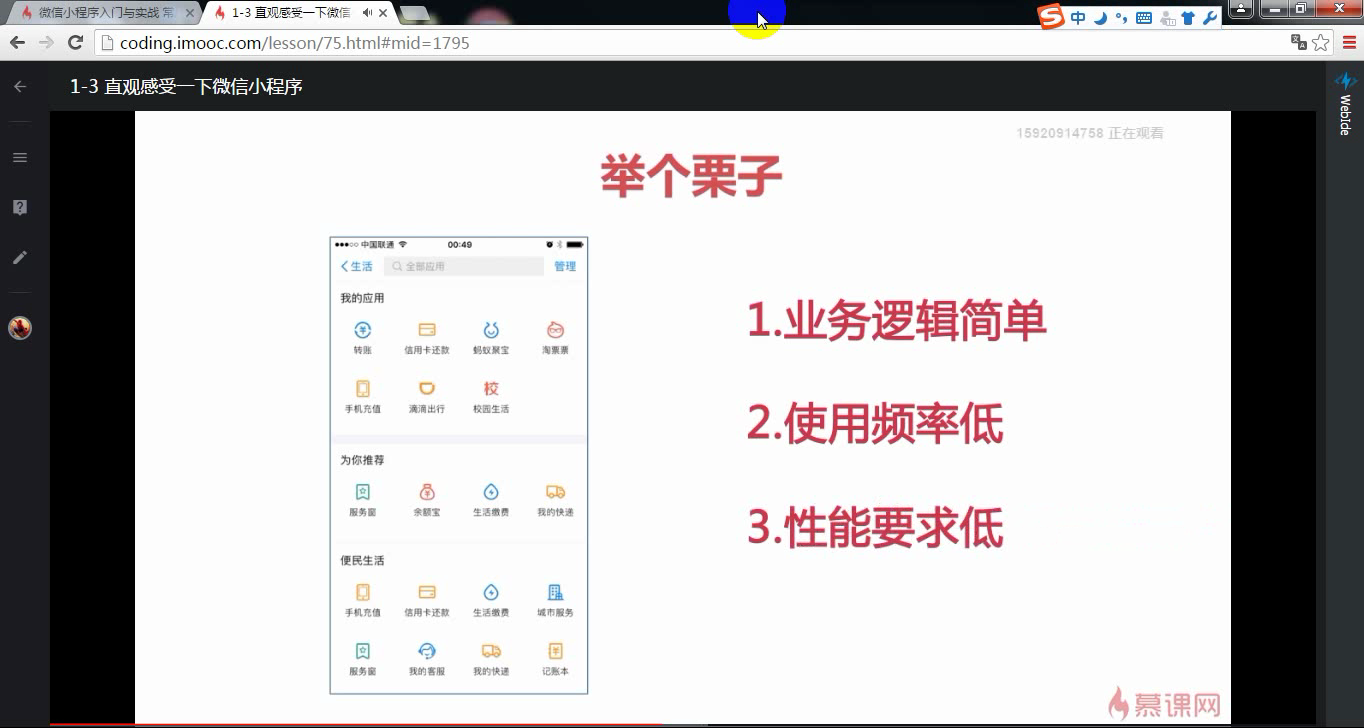 微信小程序入门与实战 常
1-3 直观感受一下微信
中
coding.imooc.com/lesson/75.html#mid=1795
1-3 直观感受一下微信小程序
WebIde
15920914758 正在观看
举个栗子
中国联通 00:49
生活 全部应用 管理
我的应用
转账 信用卡还款 蚂蚁聚宝 淘票票
校
手机充值 滴滴出行 校园生活
为你推荐
服务窗 余额宝 生活缴费 我的快递
便民生活
手机充值 信用卡还款 生活缴费 城市服务
服务窗 我的客服 我的快递 记账本
1.业务逻辑简单
2.使用频率低
3.性能要求低
慕课网